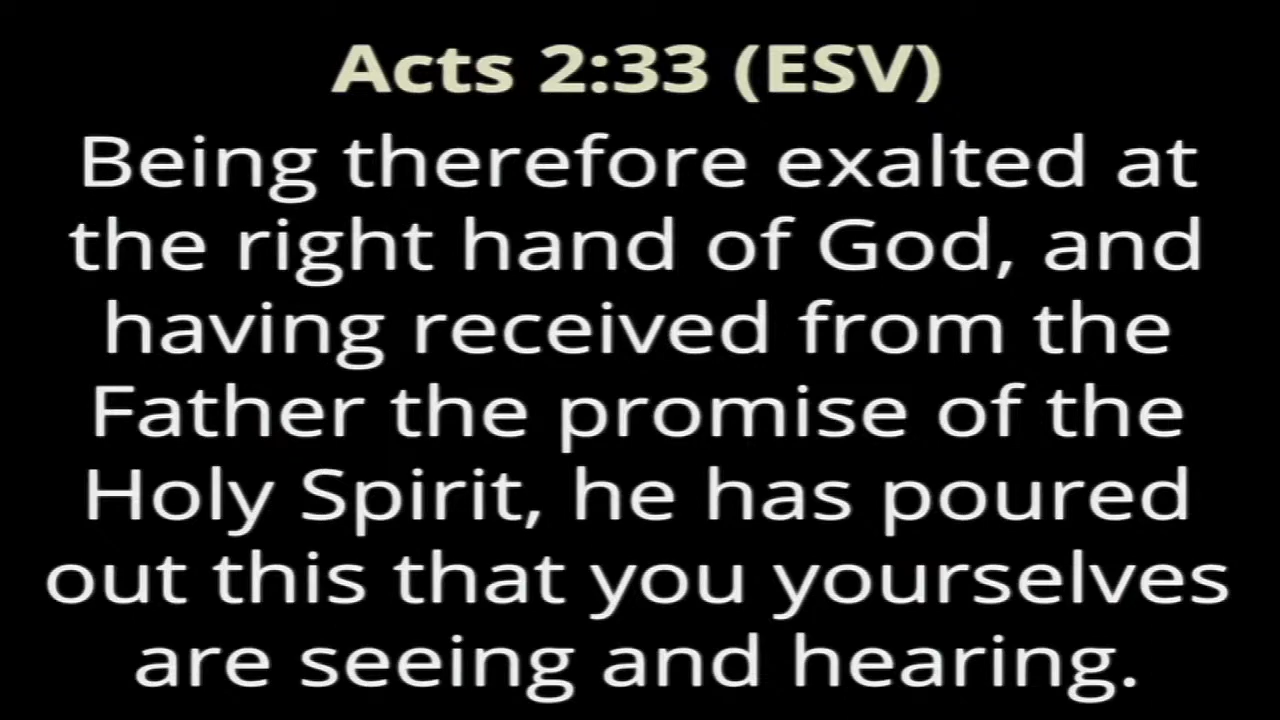 Acts 2:33 (ESV)
Being therefore exalted at
the right hand of God, and
having received from the
Father the promise of the
Holy Spirit, he has poured
out this that you yourselves
are seeing and hearing.